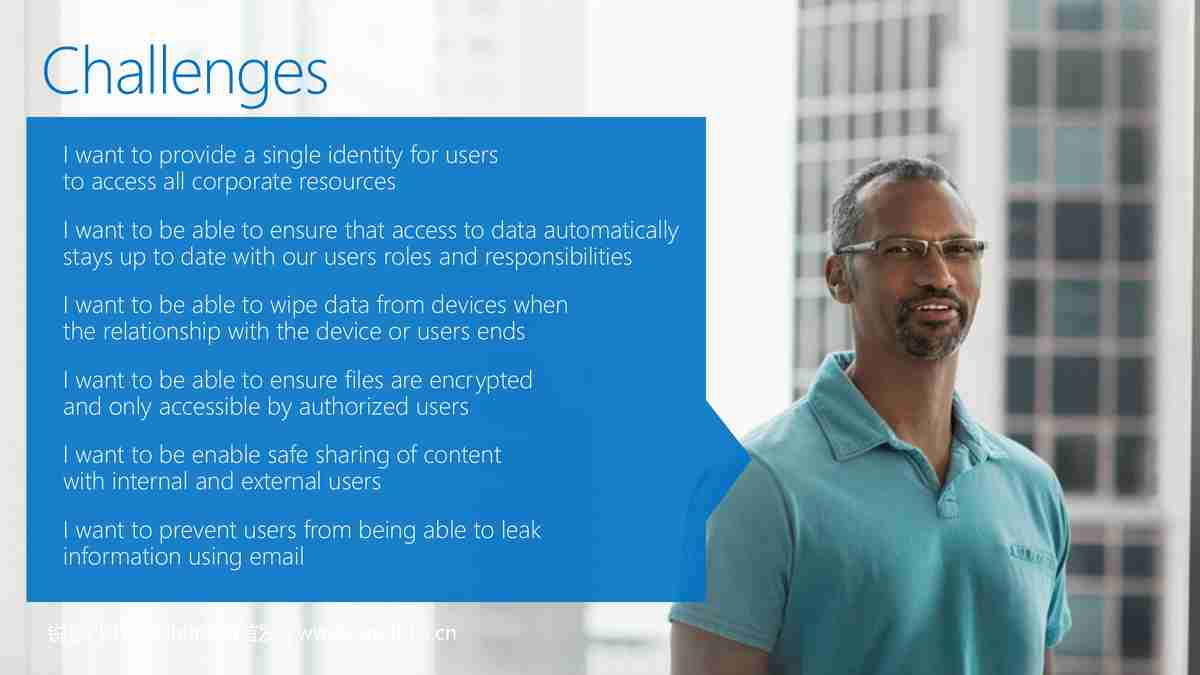 Challenges
I want to provide a single identity for users
to access all corporate resources
I want to be able to ensure that access to data automatically
stays up to date with our users roles and responsibilities
I want to be able to wipe data from devices when
the relationship with the device or users ends
I want to be able to ensure files are encrypted
and only accessible by authorized users
I want to be enable safe sharing of content
with internal and external users
I want to prevent users from being able to leak
information using email